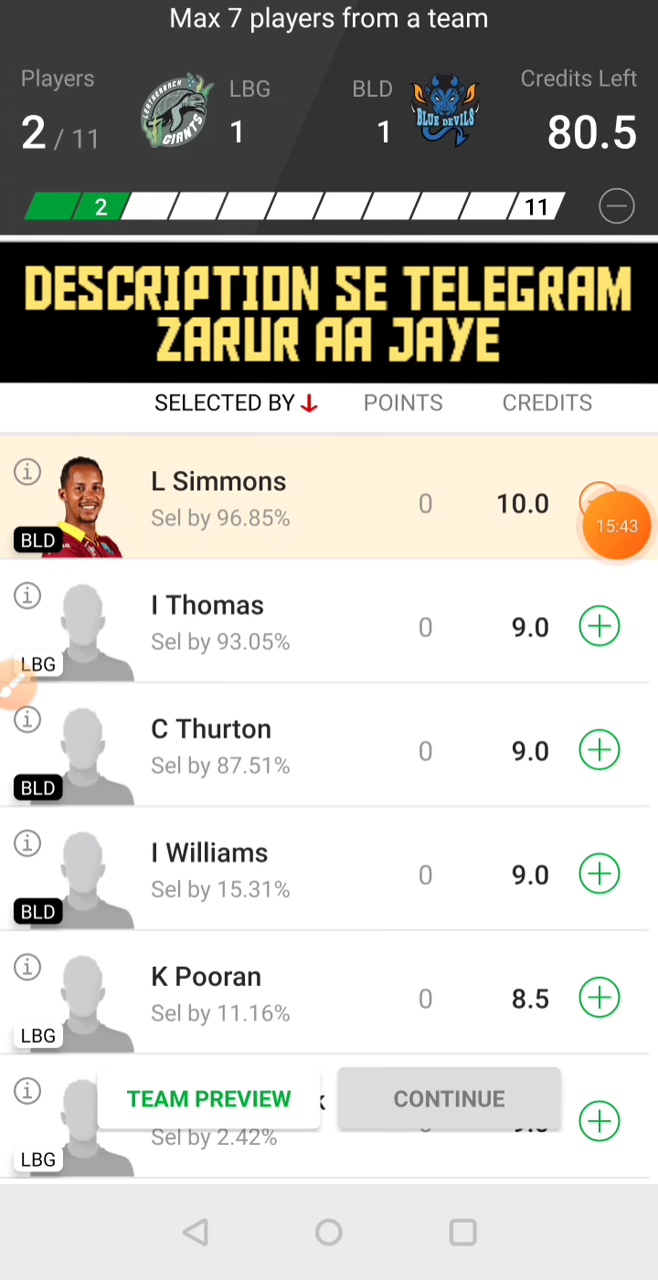 Max 7 players from a team
Players
LBG
BLD
Credits Left
2 / 11
1
1
80.5
LEATHERBACK
GIANTS
BLUE DEVILS
2
11
DESCRIPTION SE TELEGRAM
ZARUR AA JAYE
SELECTED BY
POINTS
CREDITS
L Simmons
Sel by 96.85%
0
10.0
BLD
15:43
I Thomas
Sel by 93.05%
0
9.0
LBG
C Thurton
Sel by 87.51%
0
9.0
BLD
I Williams
Sel by 15.31%
0
9.0
BLD
K Pooran
Sel by 11.16%
0
8.5
LBG
TEAM PREVIEW
CONTINUE
Sel by 2.42%
LBG